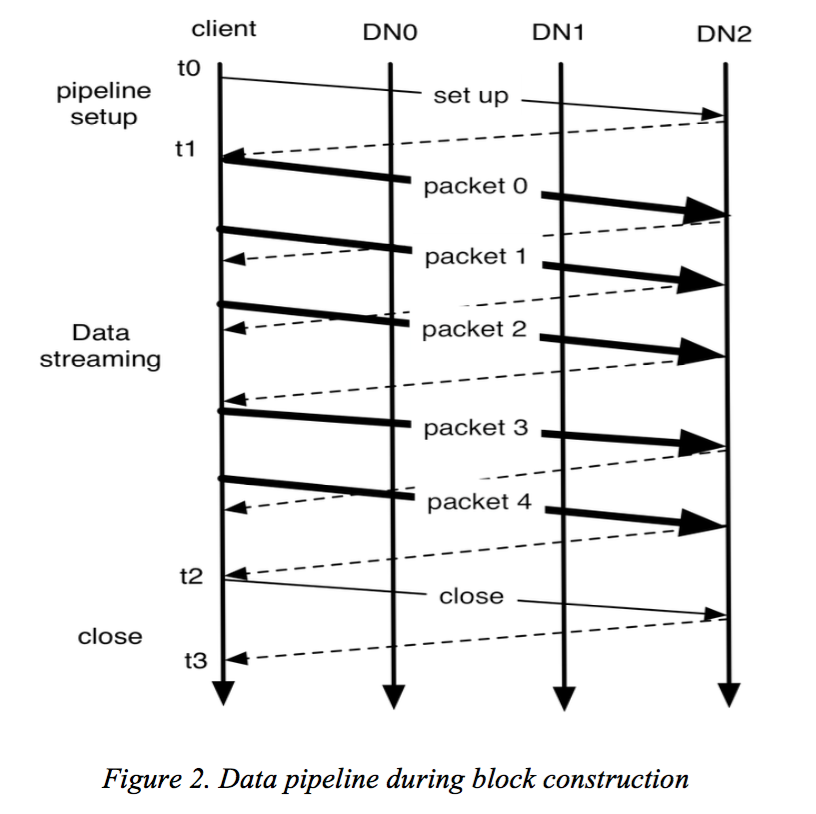 client DN0 DN1 DN2
t0
pipeline
setup
set up
t1
packet 0
packet 1
Data
streaming
packet 2
packet 3
packet 4
t2
close
close
t3
Figure 2. Data pipeline during block construction